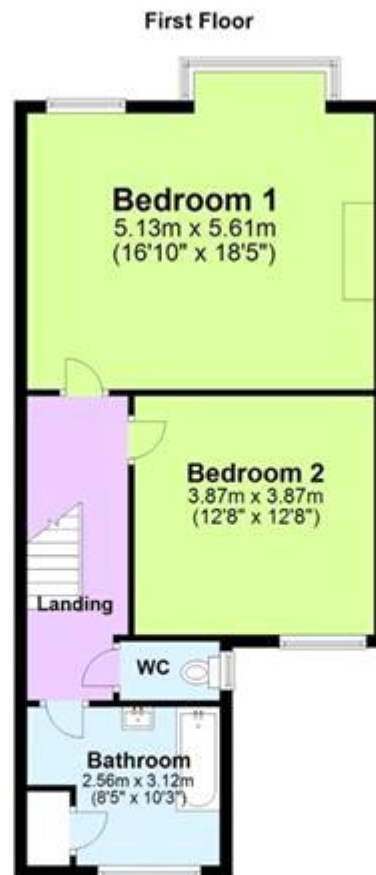 First Floor
Bedroom 1
5.13m x 5.61m
(16'10" x 18'5")
Bedroom 2
3.87m x 3.87m
(12'8" x 12'8")
Landing
WC
Bathroom
2.56m x 3.12m
(8'5" x 10'3")